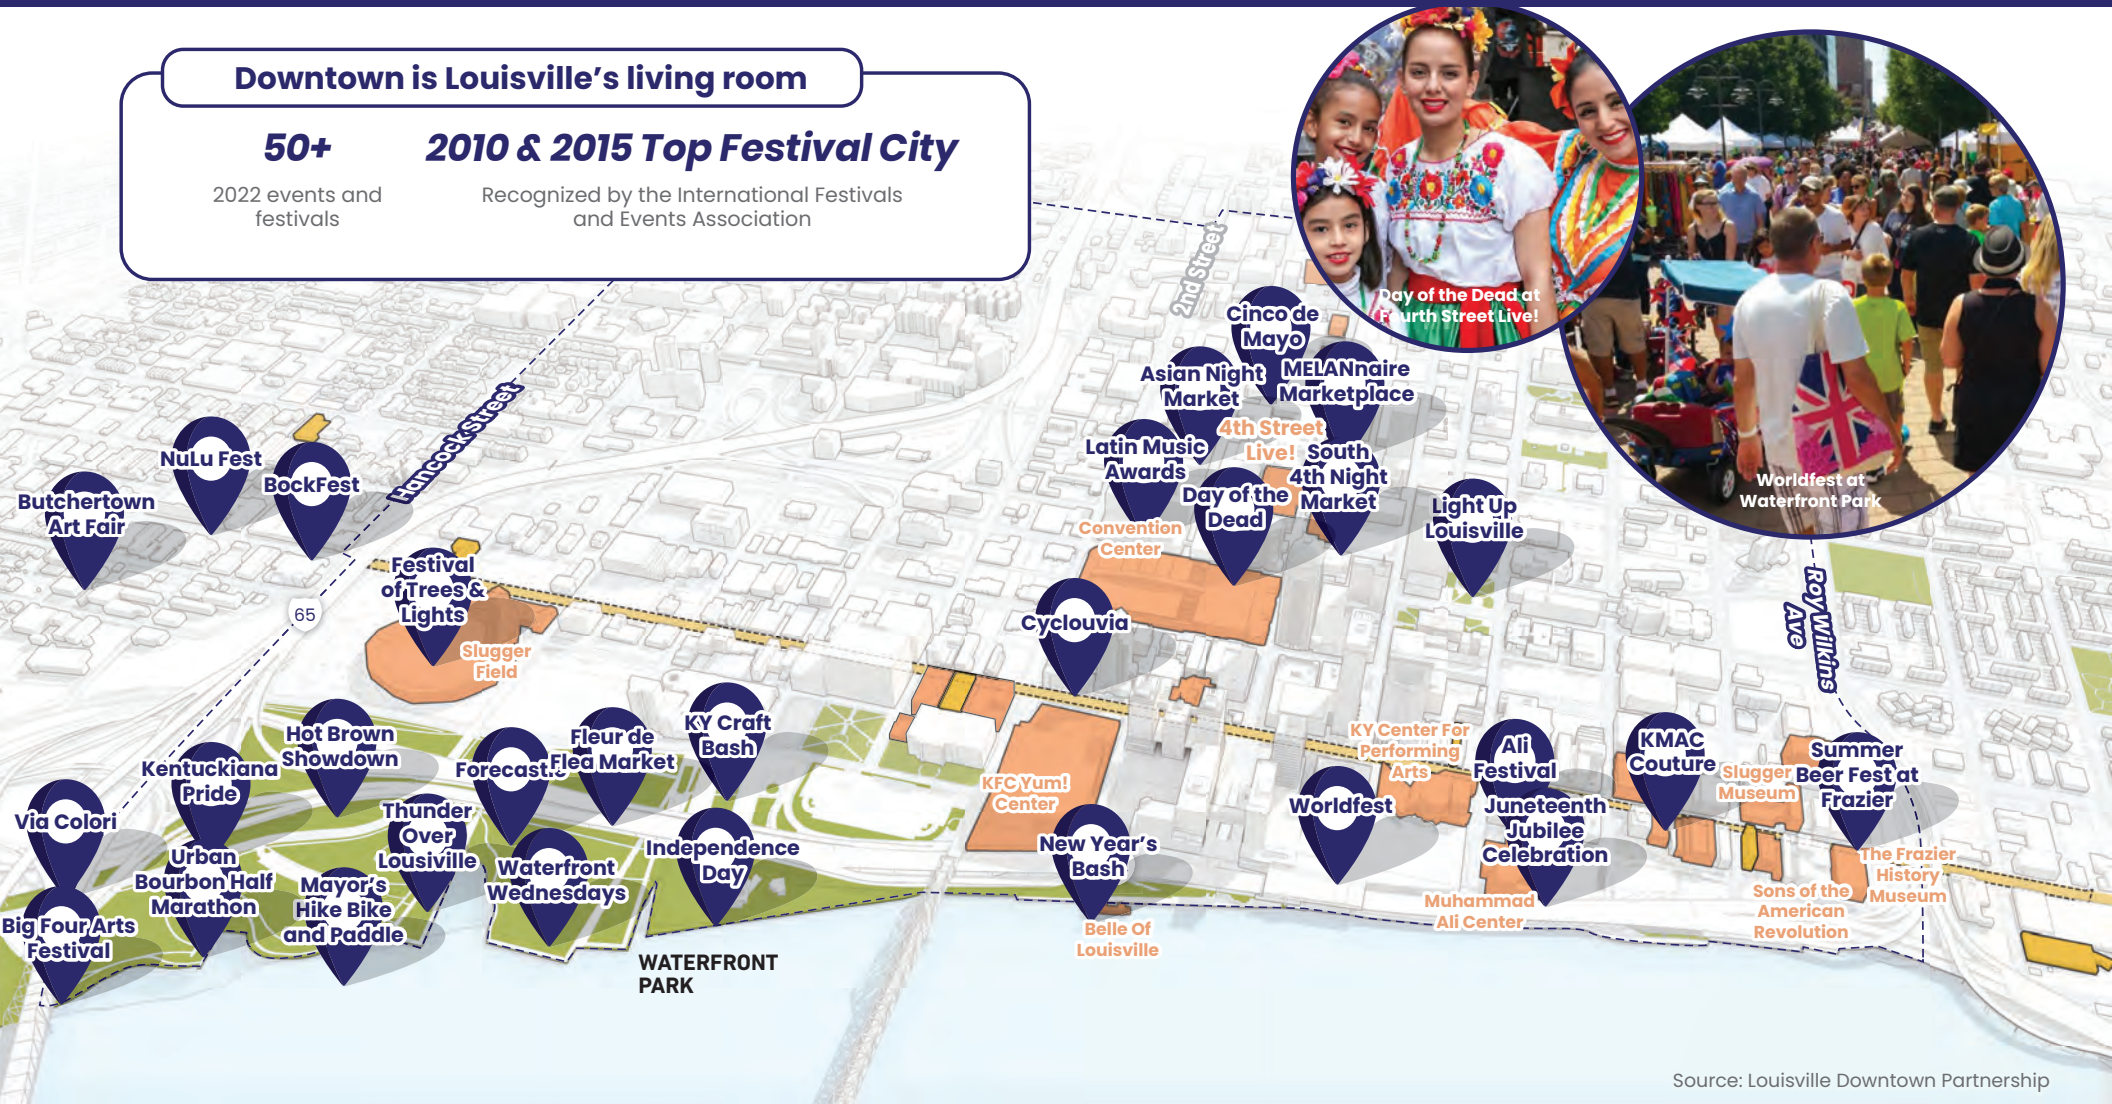 Downtown is Louisville's living room
50+
2022 events and
festivals
2010 & 2015 Top Festival City
Recognized by the International Festivals
and Events Association
Day of the Dead at
Fourth Street Live!
Worldfest at
Waterfront Park
2nd Street
Hancock Street
Roy Wilkins
Ave
65
Cinco de
Mayo
Asian Night
Market
MELANnaire
Marketplace
4th Street
Live!
Latin Music
Awards
South
4th Night
Market
Day of the
Dead
Light Up
Louisville
Convention
Center
NuLu Fest
BockFest
Butchertown
Art Fair
Festival
of Trees &
Lights
Slugger
Field
Cyclouvia
Hot Brown
Showdown
Kentuckiana
Pride
Via Colori
Forecastle
Fleur de
Flea Market
KY Craft
Bash
Thunder
Over
Lousiville
Urban
Bourbon Half
Marathon
Mayor's
Hike Bike
and Paddle
Big Four Arts
Festival
Waterfront
Wednesdays
Independence
Day
WATERFRONT
PARK
KFC Yum!
Center
New Year's
Bash
Belle Of
Louisville
KY Center For
Performing
Arts
Worldfest
Ali
Festival
Juneteenth
Jubilee
Celebration
Muhammad
Ali Center
KMAC
Couture
Slugger
Museum
Summer
Beer Fest at
Frazier
The Frazier
History
Museum
Sons of the
American
Revolution
Source: Louisville Downtown Partnership